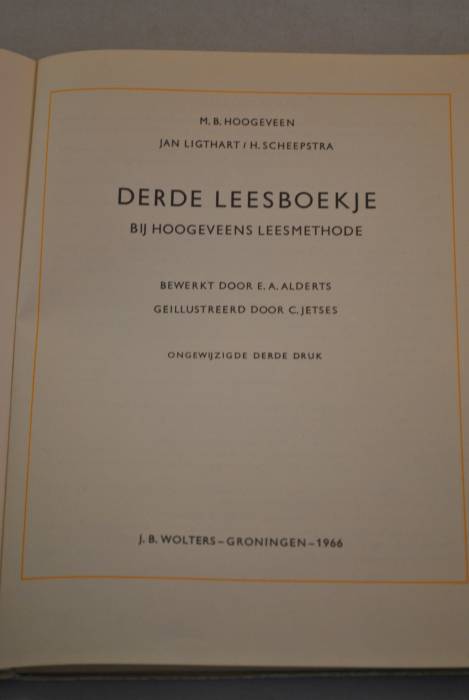 M. B. HOOGEVEEN
JAN LIGTHART / H. SCHEEPSTRA
DERDE LEESBOEKJE
BIJ HOOGEVEENS LEESMETHODE
BEWERKT DOOR E. A. ALDERTS
GEILLUSTREERD DOOR C. JETSES
ONGEWIJZIGDE DERDE DRUK
J. B. WOLTERS – GRONINGEN – 1966